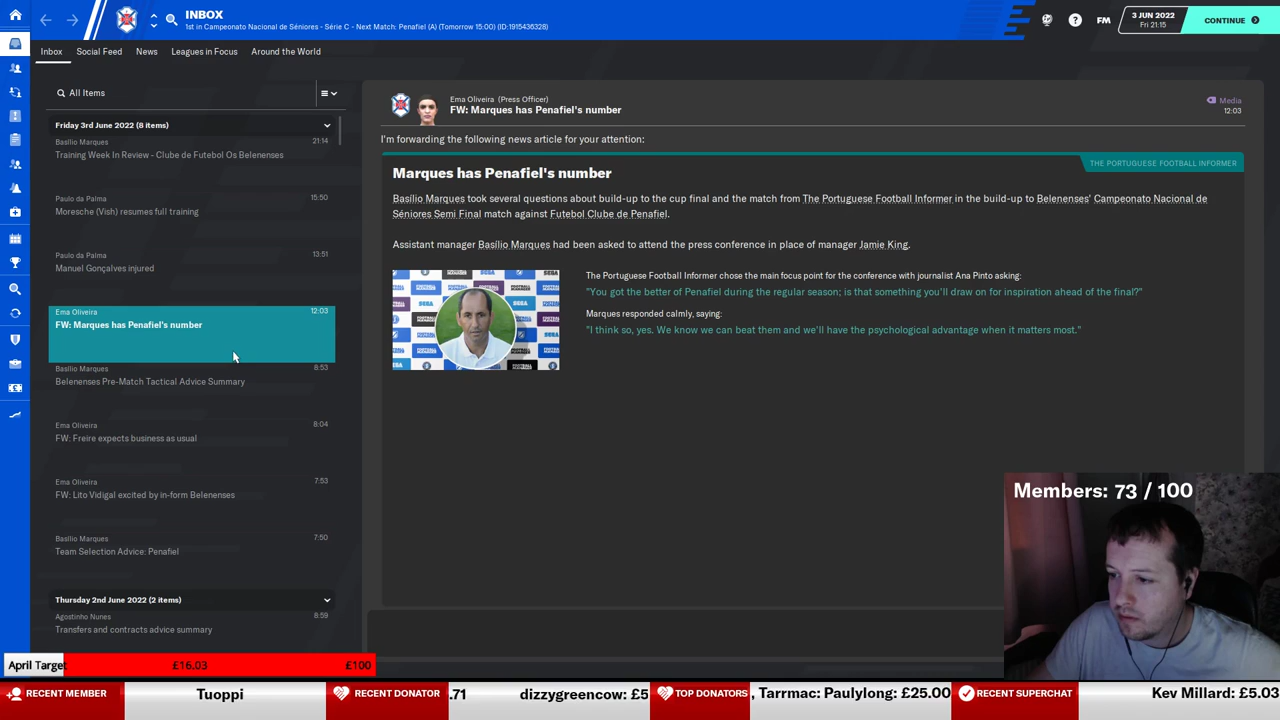 INBOX
1st in Campeonato Nacional de Séniores - Série C - Next Match: Penafiel (A) (Tomorrow 15:00) (ID:1915436328)
FM
3 JUN 2022
Fri 21:15
CONTINUE
Inbox
Social Feed
News
Leagues in Focus
Around the World
All Items
Friday 3rd June 2022 (8 items)
Basílio Marques 21:14
Training Week In Review - Clube de Futebol Os Belenenses
Paulo da Palma 15:50
Moresche (Vish) resumes full training
Paulo da Palma 13:51
Manuel Gonçalves injured
Ema Oliveira 12:03
FW: Marques has Penafiel's number
Basílio Marques 8:53
Belenenses Pre-Match Tactical Advice Summary
Ema Oliveira 8:04
FW: Freire expects business as usual
Ema Oliveira 7:53
FW: Lito Vidigal excited by in-form Belenenses
Basílio Marques 7:50
Team Selection Advice: Penafiel
Thursday 2nd June 2022 (2 items)
Agostinho Nunes 8:59
Transfers and contracts advice summary
Ema Oliveira (Press Officer)
FW: Marques has Penafiel's number
Media
12:03
I'm forwarding the following news article for your attention:
THE PORTUGUESE FOOTBALL INFORMER
Marques has Penafiel's number
Basílio Marques took several questions about build-up to the cup final and the match from The Portuguese Football Informer in the build-up to Belenenses' Campeonato Nacional de
Séniores Semi Final match against Futebol Clube de Penafiel.
Assistant manager Basílio Marques had been asked to attend the press conference in place of manager Jamie King.
SEGA
The Portuguese Football Informer chose the main focus point for the conference with journalist Ana Pinto asking:
"You got the better of Penafiel during the regular season; is that something you'll draw on for inspiration ahead of the final?"
Marques responded calmly, saying:
"I think so, yes. We know we can beat them and we'll have the psychological advantage when it matters most."
Members: 73 / 100
April Target £16.03 £100
RECENT MEMBER
Tuoppi
RECENT DONATOR
.71 dizzygreencow: £5
TOP DONATORS
, Tarrmac: Paulylong: £25.00
RECENT SUPERCHAT
Kev Millard: £5.03